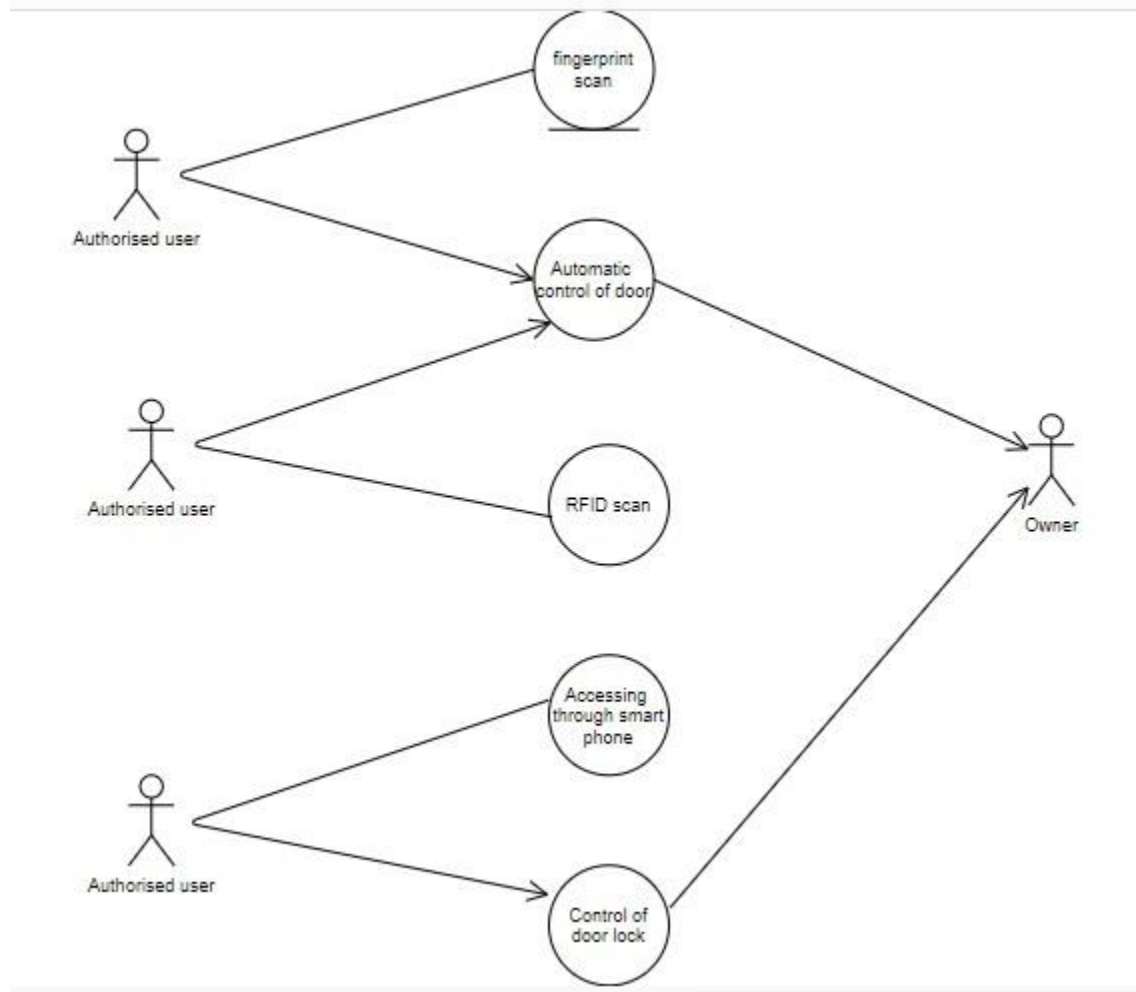 fingerprint
scan
Authorised user
Automatic
control of door
Authorised user
RFID scan
Owner
Accessing
through smart
phone
Authorised user
Control of
door lock